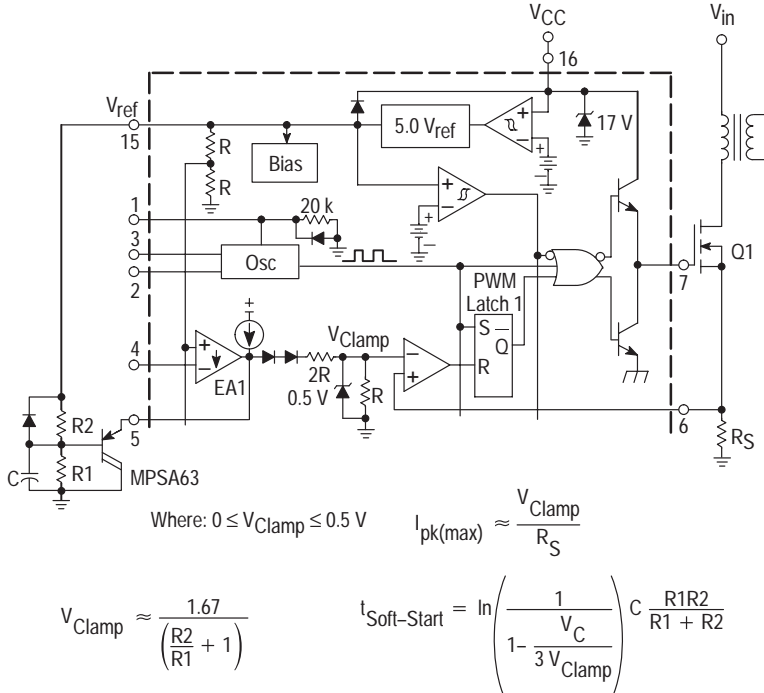 VCC
Vin
16
Vref
15
R
Bias
R
5.0 Vref
+
–
17 V
+
–
1
20 k
+
–
+
–
3
Osc
2
PWM
Latch 1
7
Q1
+
VClamp
S
Q
R
4
+
–
EA1
2R
0.5 V
R
–
+
R2
5
6
RS
C
R1
MPSA63
Where: 0 ≤ VClamp ≤ 0.5 V
Ipk(max) ≈ VClamp / RS
VClamp ≈ 1.67 / (R2/R1 + 1)
tSoft–Start = ln(1 / (1- VC / 3 VClamp)) C R1R2 / R1 + R2